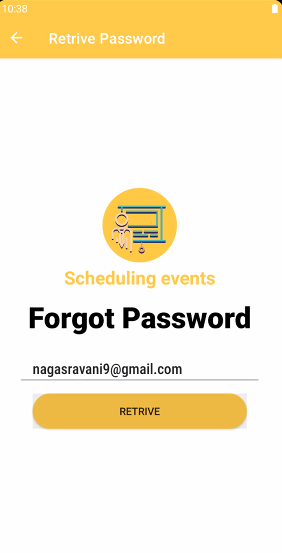 10:38
Retrive Password
Scheduling events
Forgot Password
nagasravani9@gmail.com
RETRIVE